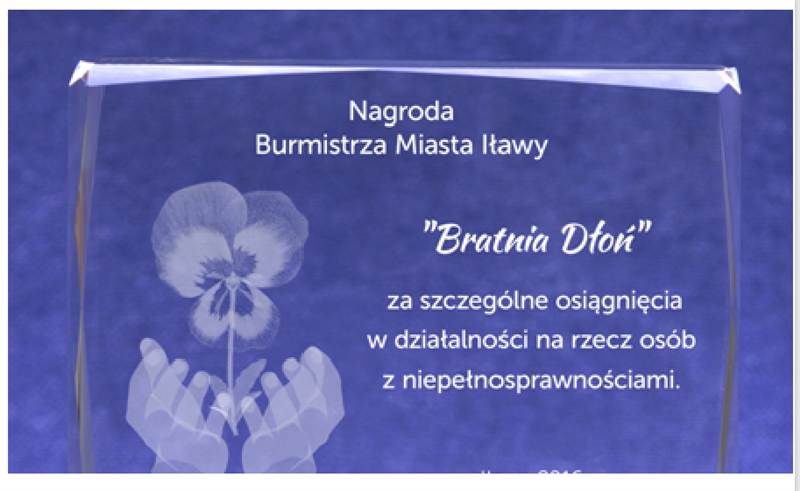 Nagroda
Burmistrza Miasta Iławy
"Bratnia Dłoń"
za szczególne osiągnięcia
w działalności na rzecz osób
z niepełnosprawnościami.